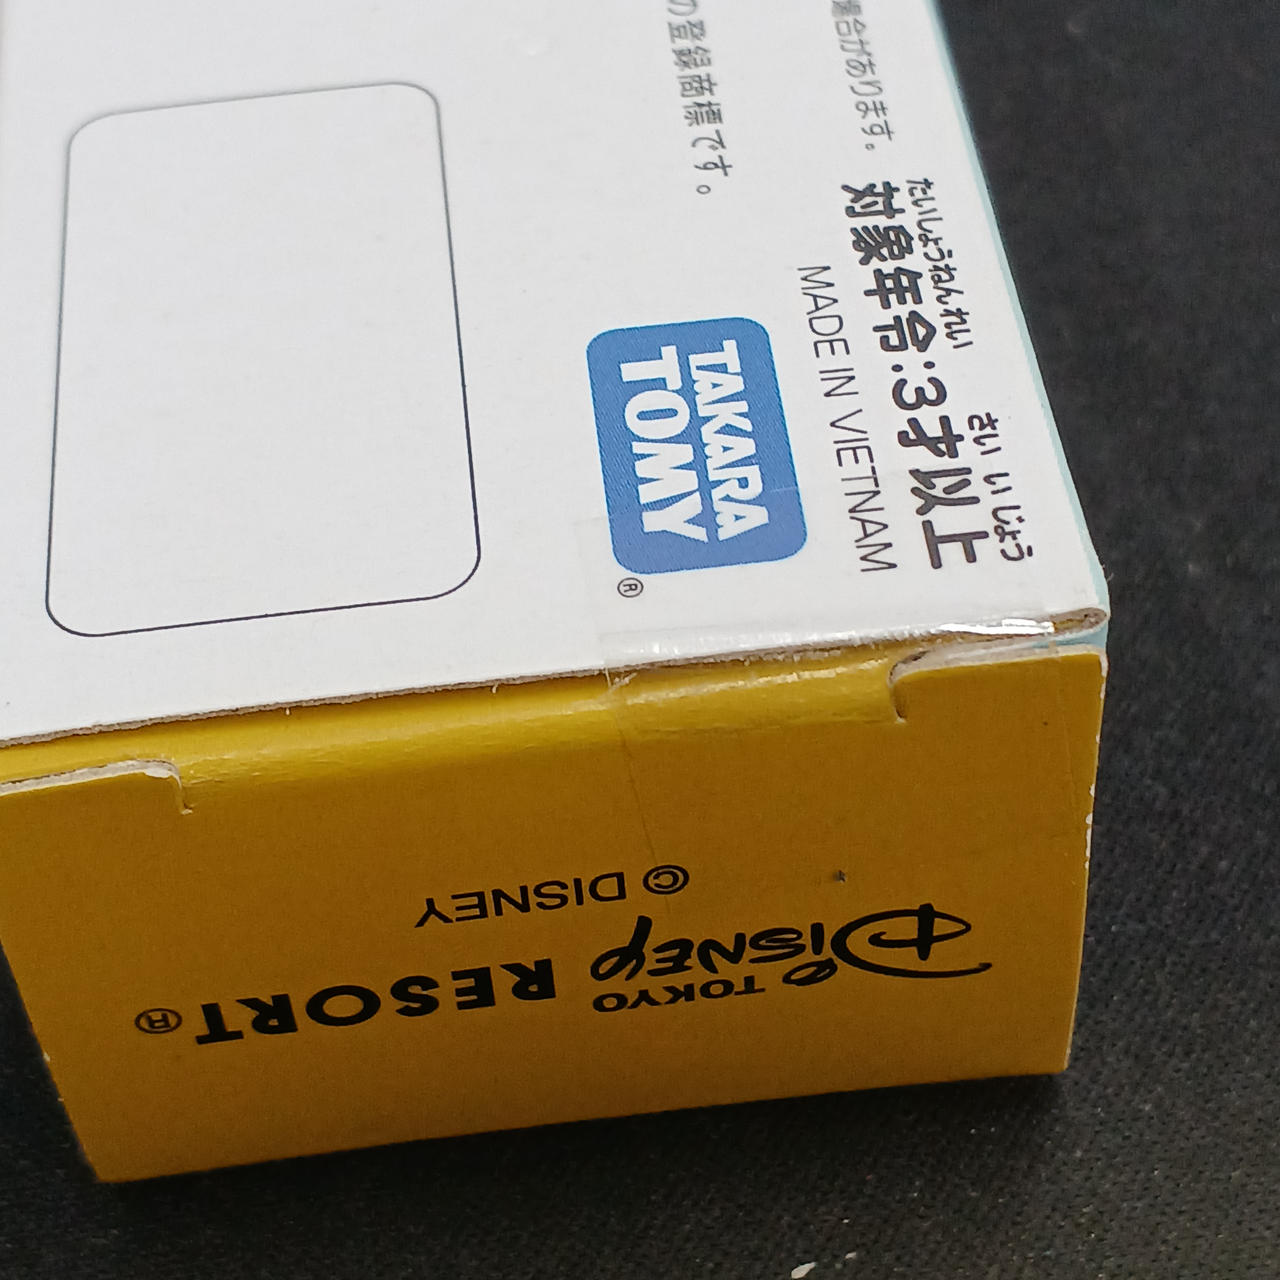 場合があります。
の登録商標です。
たいしょうねんれい さい いじょう
対象年令:3才以上
MADE IN VIETNAM
TAKARA
TOMY
®
© DISNEY
TOKYO
DISNEY RESORT®